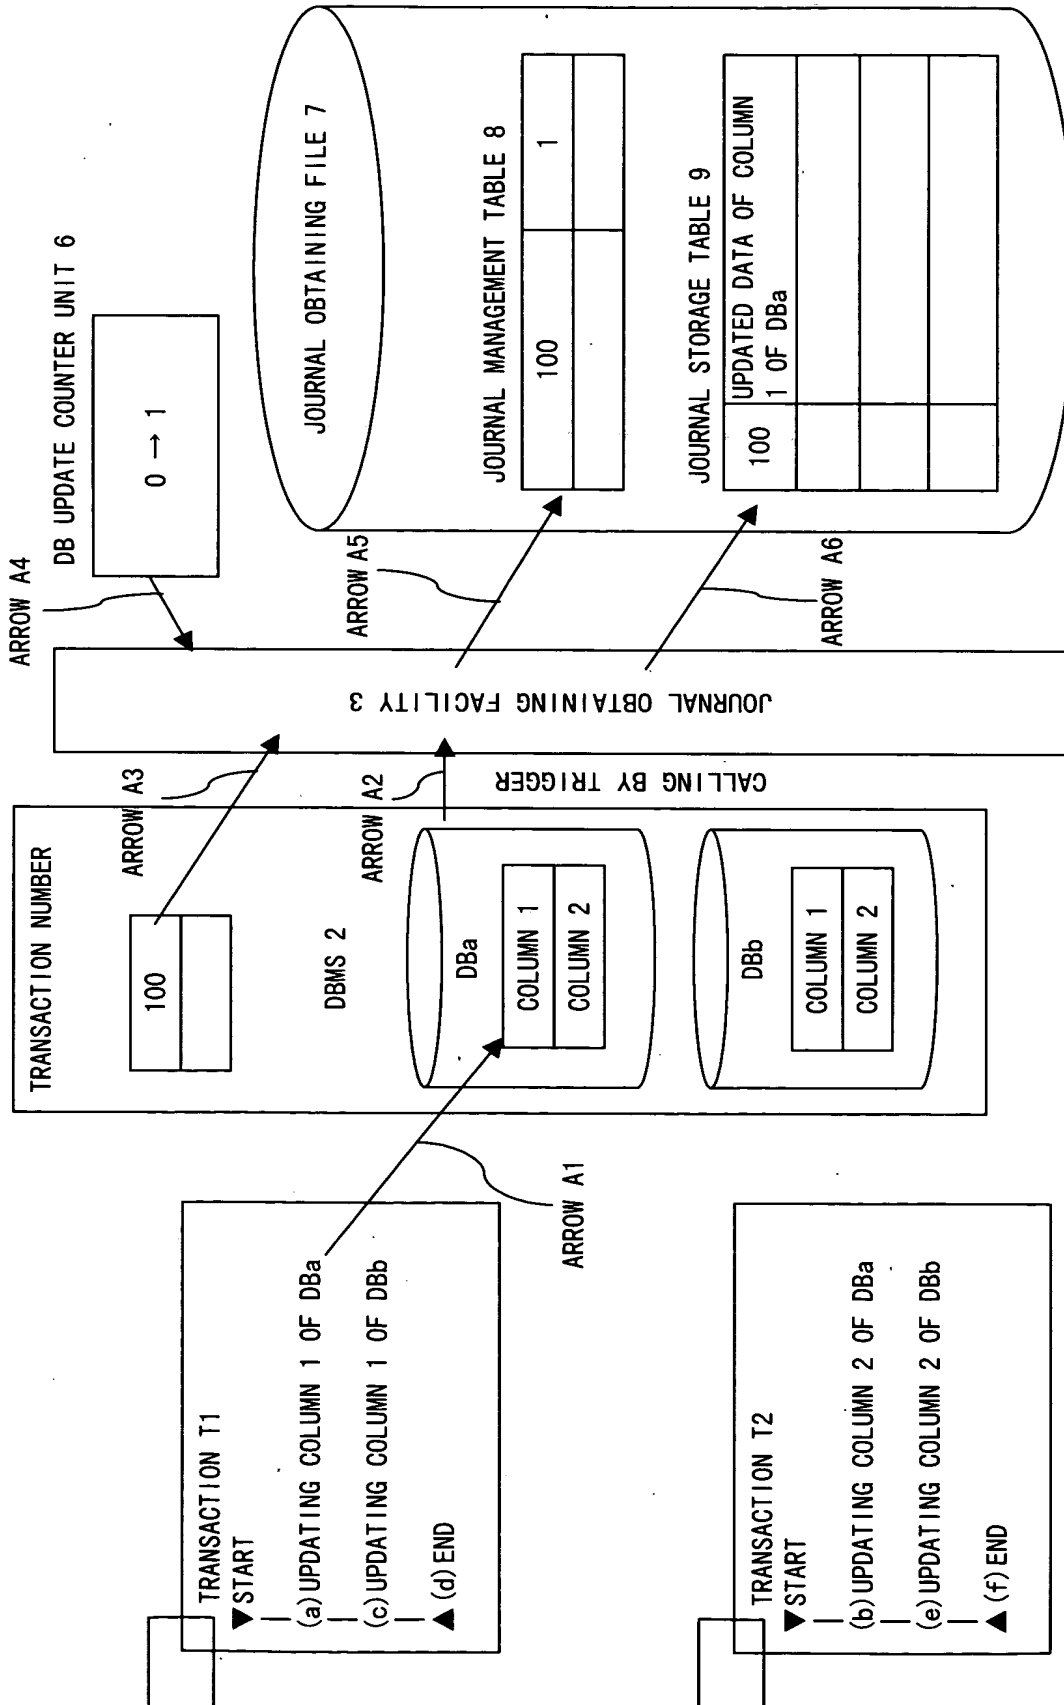 TRANSACTION T1
▼START
(a)UPDATING COLUMN 1 OF DBa
(c)UPDATING COLUMN 1 OF DBb
▲(d)END
TRANSACTION T2
▼START
(b)UPDATING COLUMN 2 OF DBa
(e)UPDATING COLUMN 2 OF DBb
▲(f)END
ARROW A1
TRANSACTION NUMBER
100
DBMS 2
DBa
COLUMN 1
COLUMN 2
DBb
COLUMN 1
COLUMN 2
ARROW A3
ARROW A2
CALLING BY TRIGGER
JOURNAL OBTAINING FACILITY 3
ARROW A4
DB UPDATE COUNTER UNIT 6
0 → 1
ARROW A5
ARROW A6
JOURNAL OBTAINING FILE 7
JOURNAL MANAGEMENT TABLE 8
100
1
JOURNAL STORAGE TABLE 9
100
UPDATED DATA OF COLUMN
1 OF DBa